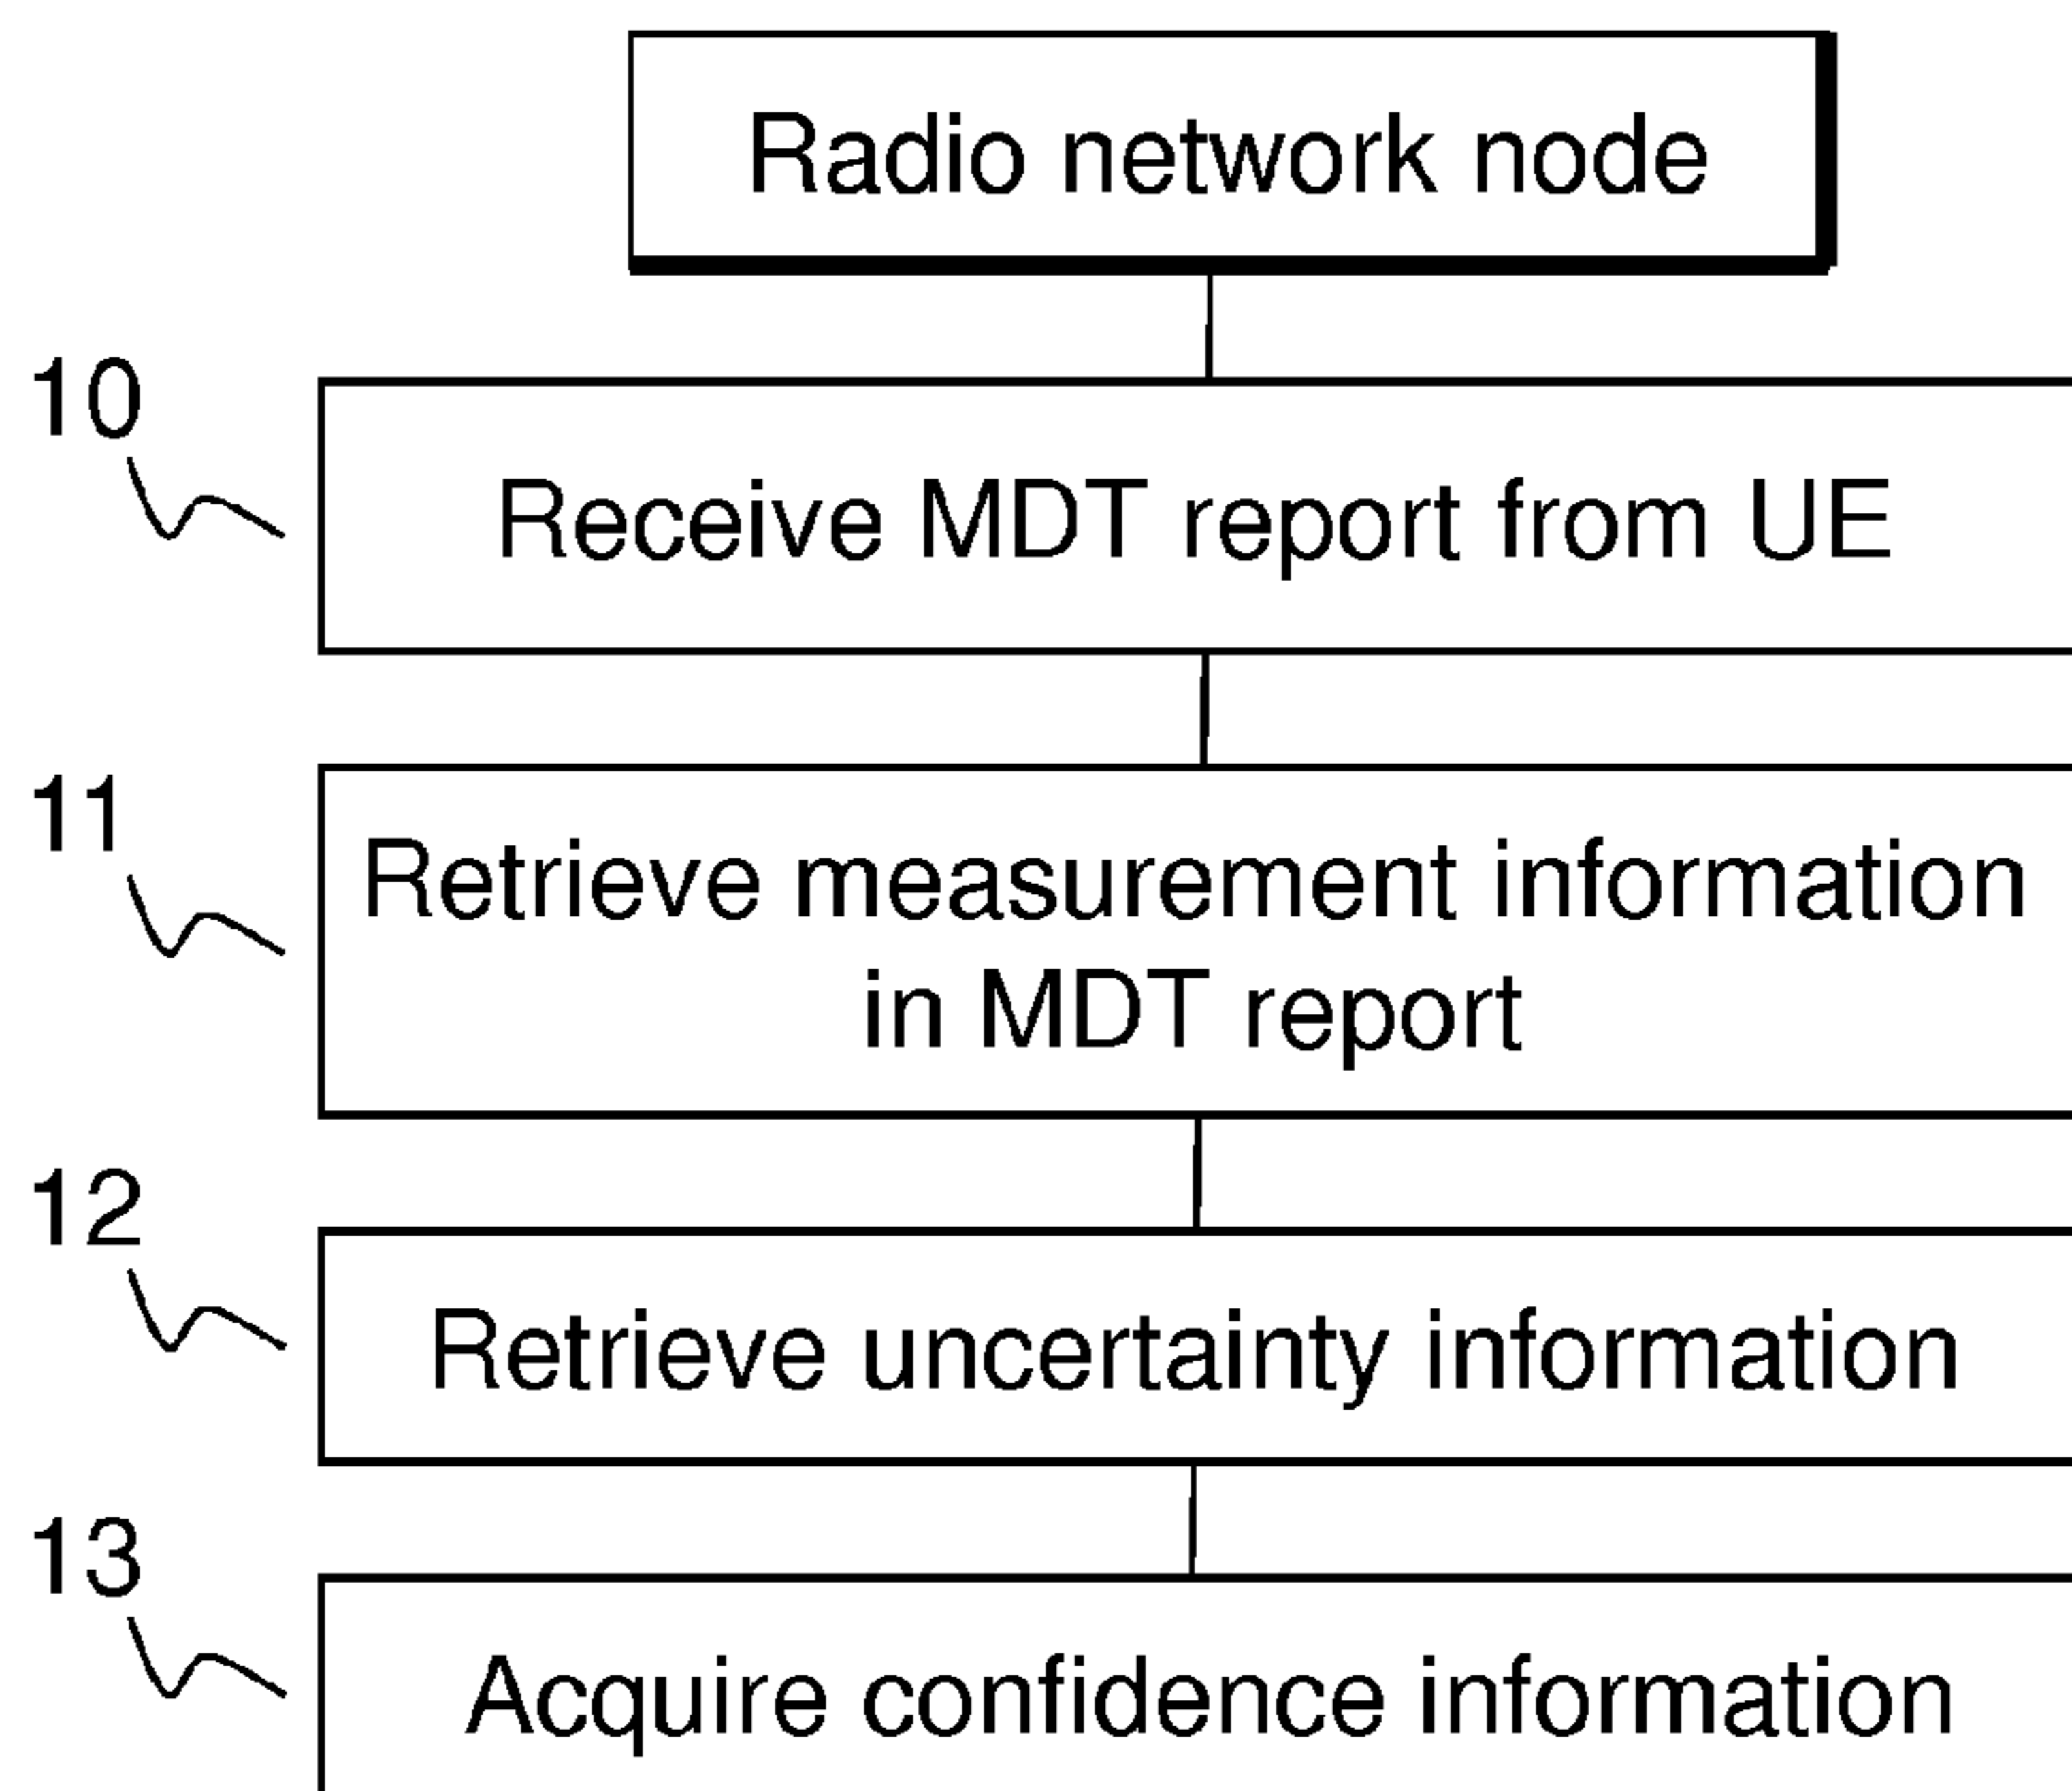 Radio network node
10
Receive MDT report from UE
11
Retrieve measurement information
in MDT report
12
Retrieve uncertainty information
13
Acquire confidence information